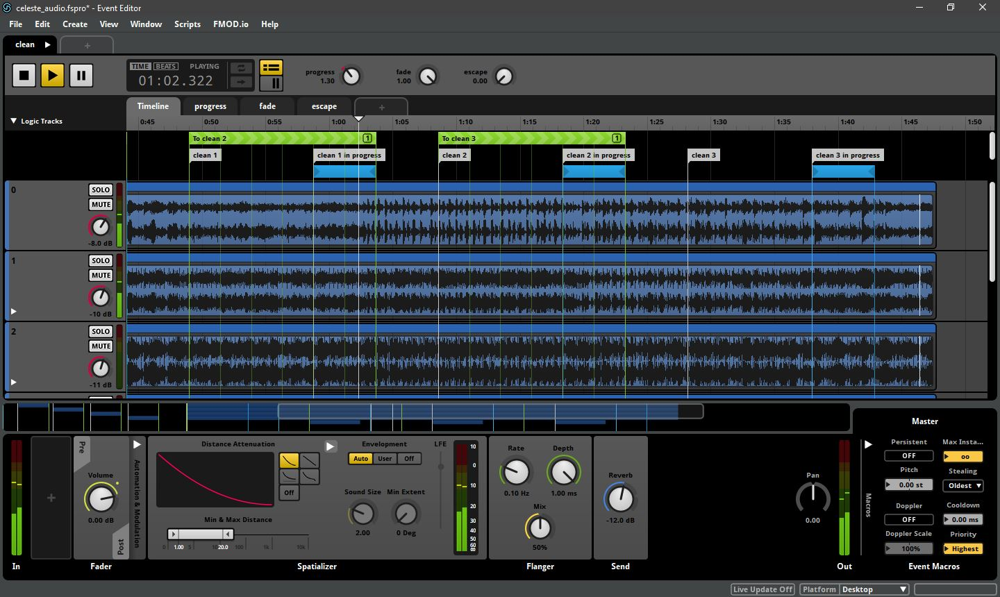 celeste_audio.fspro* - Event Editor
File Edit Create View Window Scripts FMOD.io Help
clean
+
TIME BEATS PLAYING
01:02.322
progress
1.30
fade
1.00
escape
0.00
Timeline progress fade escape +
Logic Tracks
0:45 0:50 0:55 1:00 1:05 1:10 1:15 1:20 1:25 1:30 1:35 1:40 1:45 1:50
To clean 2 1 To clean 3 1
clean 1 clean 1 in progress clean 2 clean 2 in progress clean 3 clean 3 in progress
0
SOLO
MUTE
-8.0 dB
1
SOLO
MUTE
-10 dB
2
SOLO
MUTE
-11 dB
Master
In
+
Pre
Volume
0.00 dB
Post
Fader
Automation & Modulation
Distance Attenuation
Off
Min & Max Distance
0 1.00 5 10 20.0 100 1k 10k
Envelopment
Auto User Off
Sound Size
2.00
Min Extent
0 Deg
LFE
10
0
10
20
30
40
50
60
∞
Spatializer
Rate
0.10 Hz
Depth
1.00 ms
Mix
50%
Flanger
Reverb
-12.0 dB
Send
Pan
0.00
Out
Macros
Persistent
OFF
Max Insta...
oo
Pitch
0.00 st
Stealing
Oldest
Doppler
OFF
Cooldown
0.00 ms
Doppler Scale
100%
Priority
Highest
Event Macros
Live Update Off Platform Desktop